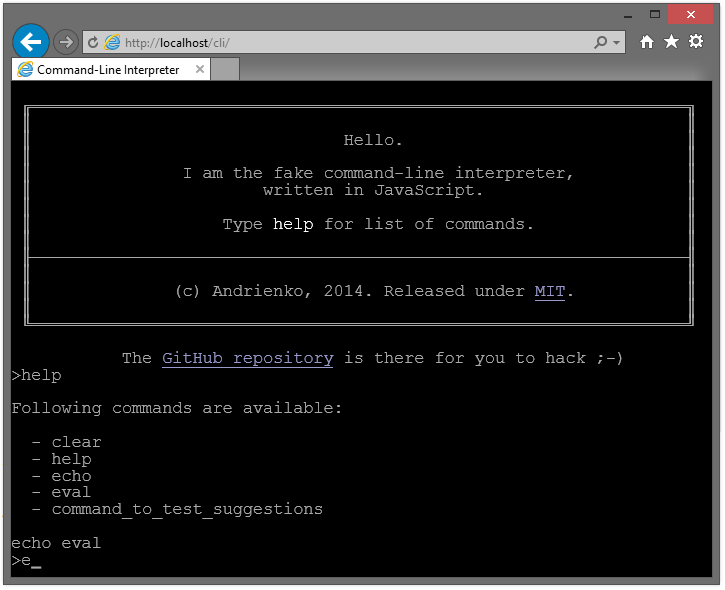 http://localhost/cli/
Command-Line Interpreter
Hello.
I am the fake command-line interpreter,
written in JavaScript.
Type help for list of commands.
(c) Andrienko, 2014. Released under MIT.
The GitHub repository is there for you to hack ;-)
>help
Following commands are available:
- clear
- help
- echo
- eval
- command_to_test_suggestions
echo eval
>e_